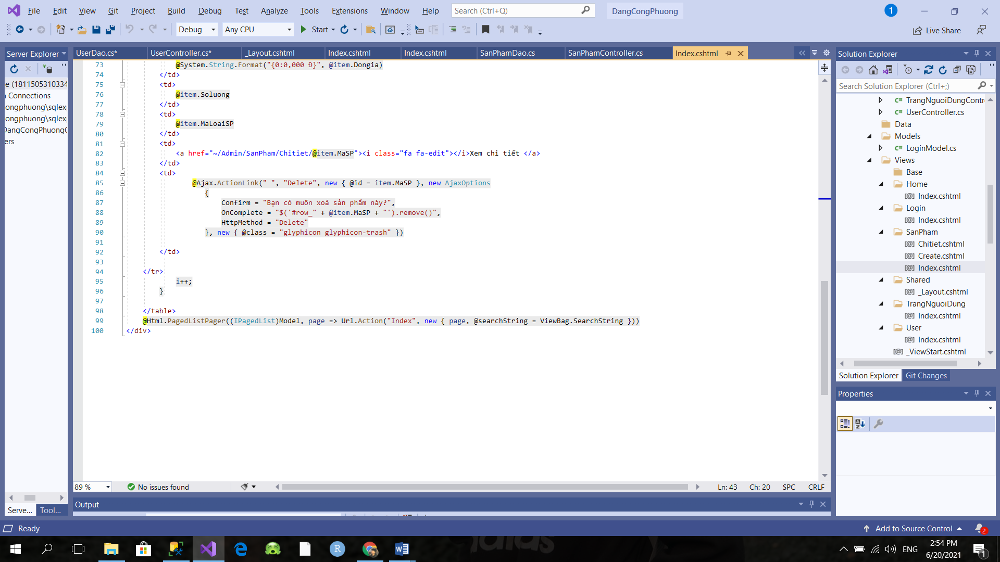 File Edit View Git Project Build Debug Test Analyze Tools Extensions Window Help Search (Ctrl+Q) DangCongPhuong 1
Debug Any CPU Start Live Share
Server Explorer
e (1811505310334
Connections
ongphuong\sqlexp
ongphuong\sqlexp
DangCongPhuongC
ers
Serve... Tool...
UserDao.cs* UserController.cs* _Layout.cshtml Index.cshtml Index.cshtml SanPhamDao.cs SanPhamController.cs Index.cshtml
73 @System.String.Format("{0:0,000 Đ}", @item.Dongia)
74 </td>
75 <td>
76 @item.Soluong
77 </td>
78 <td>
79 @item.MaLoaiSP
80 </td>
81 <td>
82 <a href="~/Admin/SanPham/Chitiet/@item.MaSP"><i class="fa fa-edit"></i>Xem chi tiết </a>
83 </td>
84 <td>
85 @Ajax.ActionLink(" ", "Delete", new { @id = item.MaSP }, new AjaxOptions
86 {
87 Confirm = "Bạn có muốn xoá sản phẩm này?",
88 OnComplete = "$('#row_" + @item.MaSP + "').remove()",
89 HttpMethod = "Delete"
90 }, new { @class = "glyphicon glyphicon-trash" })
91
92 </td>
93
94 </tr>
95 i++;
96 }
97
98 </table>
99 @Html.PagedListPager((IPagedList)Model, page => Url.Action("Index", new { page, @searchString = ViewBag.SearchString }))
100 </div>
89 % No issues found Ln: 43 Ch: 20 SPC CRLF
Output
Solution Explorer
Search Solution Explorer (Ctrl+;)
TrangNguoiDungContr
UserController.cs
Data
Models
LoginModel.cs
Views
Base
Home
Index.cshtml
Login
Index.cshtml
SanPham
Chitiet.cshtml
Create.cshtml
Index.cshtml
Shared
_Layout.cshtml
TrangNguoiDung
Index.cshtml
User
Index.cshtml
_ViewStart.cshtml
Solution Explorer Git Changes
Properties
Ready Add to Source Control 2
ENG 2:54 PM
6/20/2021 1